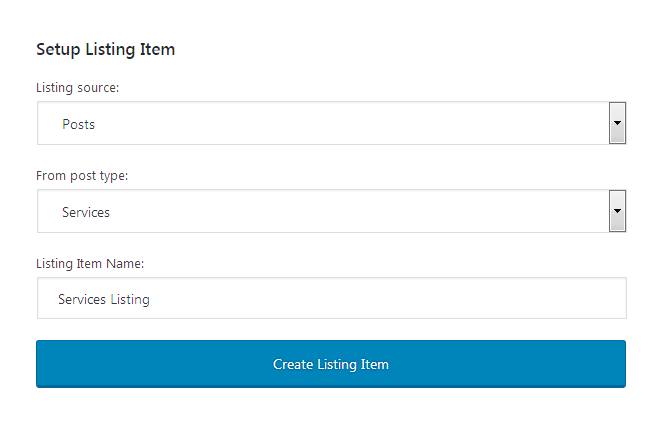 Setup Listing Item
Listing source:
Posts
From post type:
Services
Listing Item Name:
Services Listing
Create Listing Item